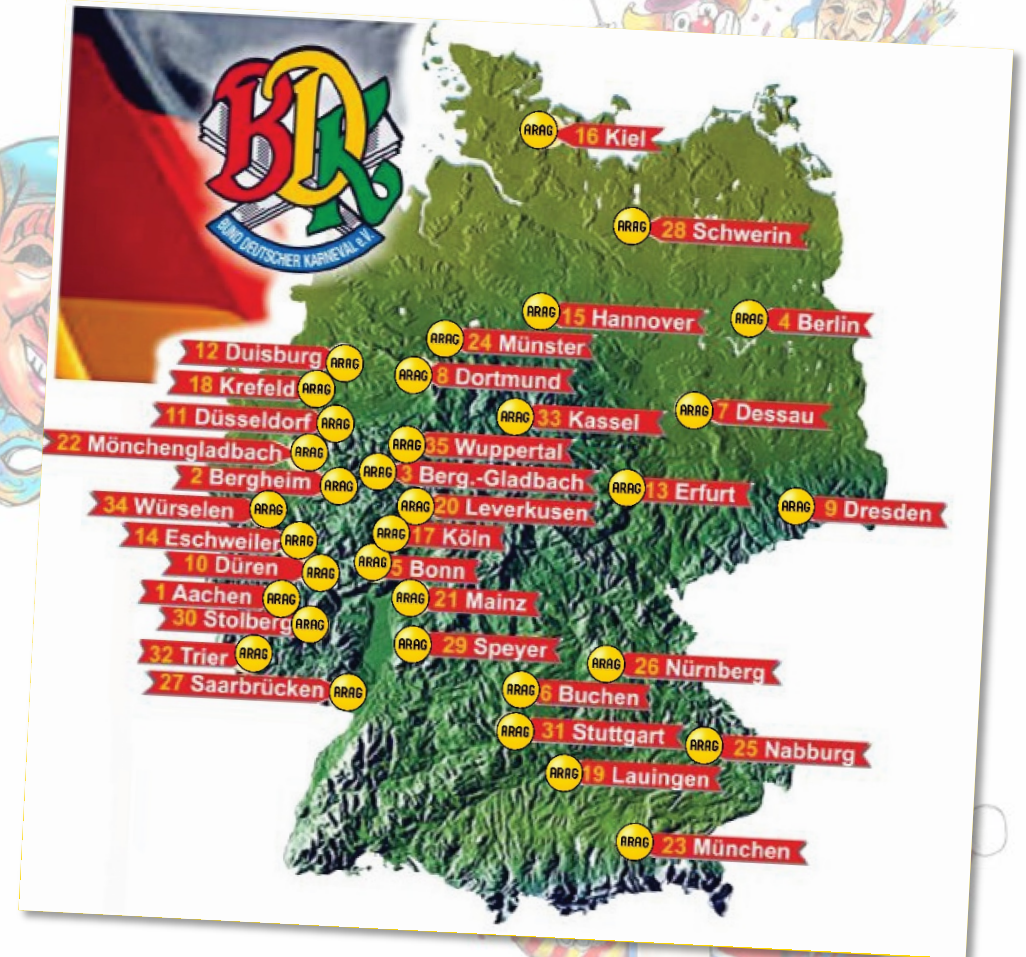 BDK
BUND DEUTSCHER KARNEVAL e.V.
ARAG 16 Kiel
ARAG 28 Schwerin
ARAG 15 Hannover
ARAG 4 Berlin
ARAG 24 Münster
12 Duisburg ARAG
ARAG 8 Dortmund
18 Krefeld ARAG
11 Düsseldorf ARAG
ARAG 33 Kassel
ARAG 7 Dessau
22 Mönchengladbach ARAG
ARAG 35 Wuppertal
2 Bergheim ARAG
ARAG 3 Berg.-Gladbach
ARAG 13 Erfurt
34 Würselen ARAG
ARAG 20 Leverkusen
ARAG 9 Dresden
14 Eschweiler ARAG
ARAG 17 Köln
10 Düren ARAG
ARAG 5 Bonn
1 Aachen ARAG
ARAG 21 Mainz
30 Stolberg ARAG
32 Trier ARAG
ARAG 29 Speyer
ARAG 26 Nürnberg
27 Saarbrücken ARAG
ARAG 6 Buchen
ARAG 31 Stuttgart
ARAG 25 Nabburg
ARAG 19 Lauingen
ARAG 23 München